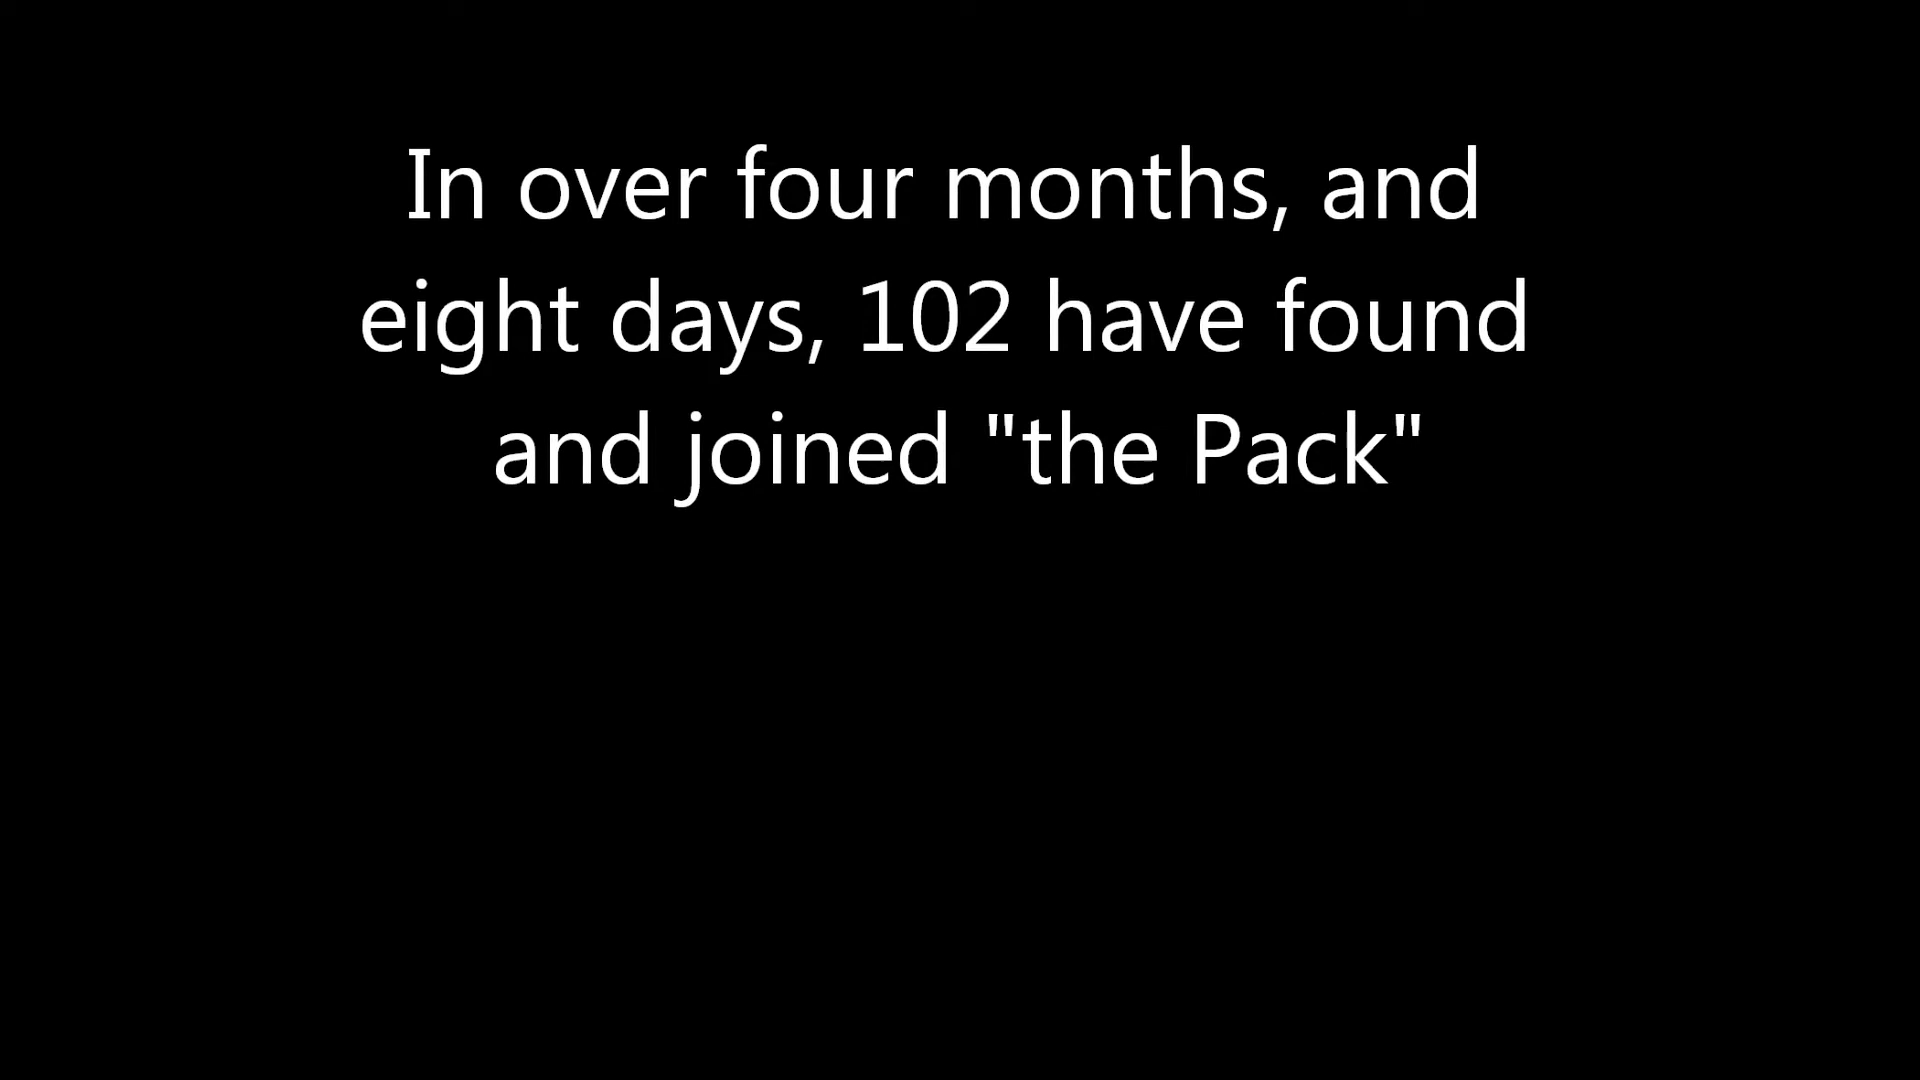 In over four months, and
eight days, 102 have found
and joined "the Pack"